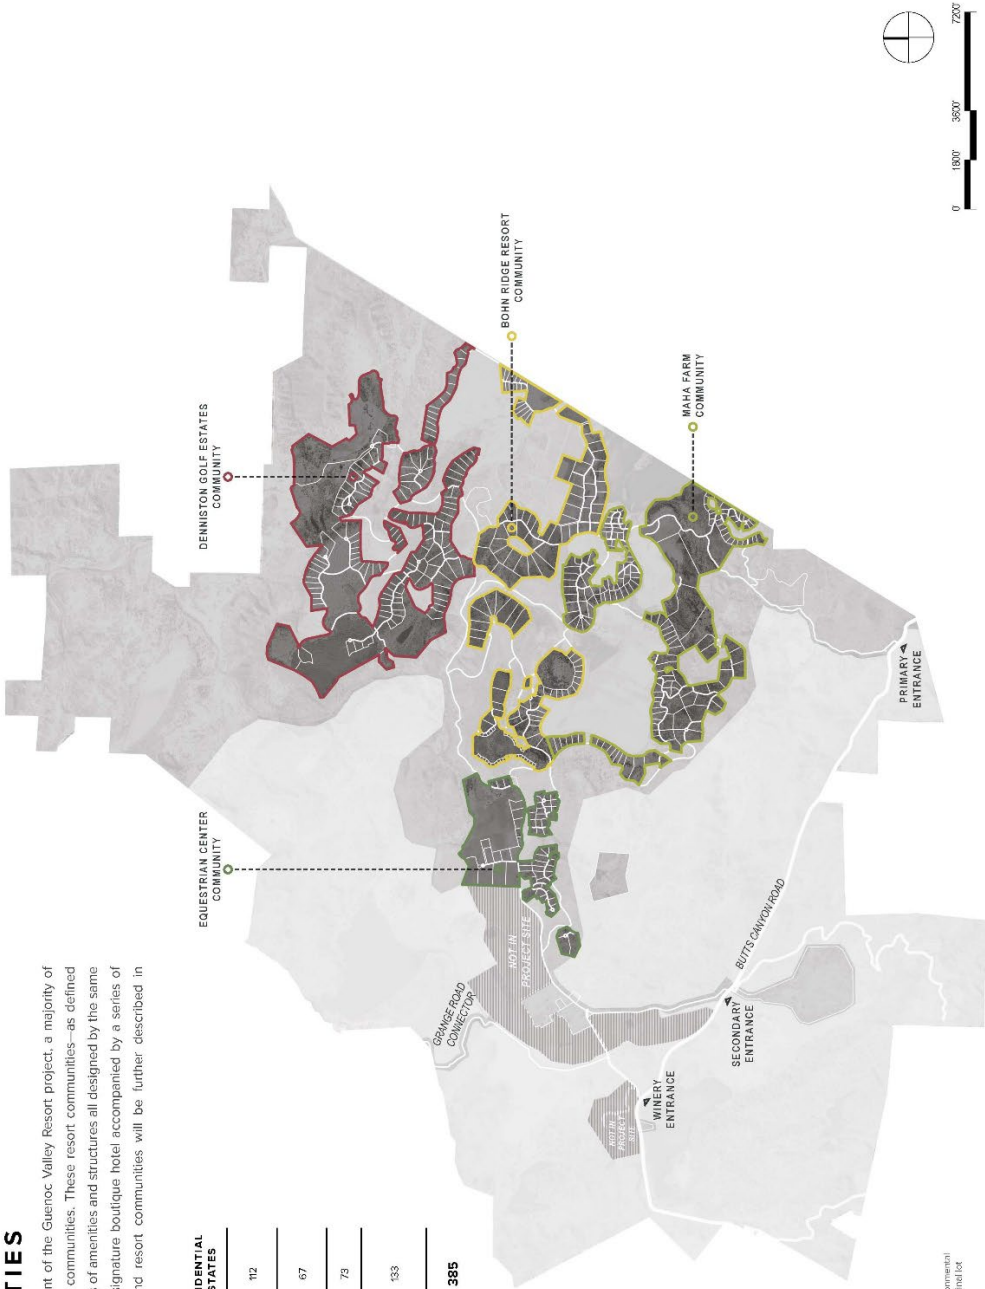 TIES
nt of the Guenoc Valley Resort project, a majority of
communities. These resort communities—as defined
s of amenities and structures all designed by the same
signature boutique hotel accompanied by a series of
nd resort communities will be further described in
IDENTIAL
STATES
112
67
73
133
385
EQUESTRIAN CENTER
COMMUNITY
DENNISTON GOLF ESTATES
COMMUNITY
BOHN RIDGE RESORT
COMMUNITY
MAHA FARM
COMMUNITY
GRANGE ROAD
CONNECTOR
NOT IN
PROJECT SITE
NOT IN
PROJECT
SITE
WINERY
ENTRANCE
SECONDARY
ENTRANCE
BUTTS CANYON ROAD
PRIMARY
ENTRANCE
0' 1800' 3600' 7200'
onmental
inel lot